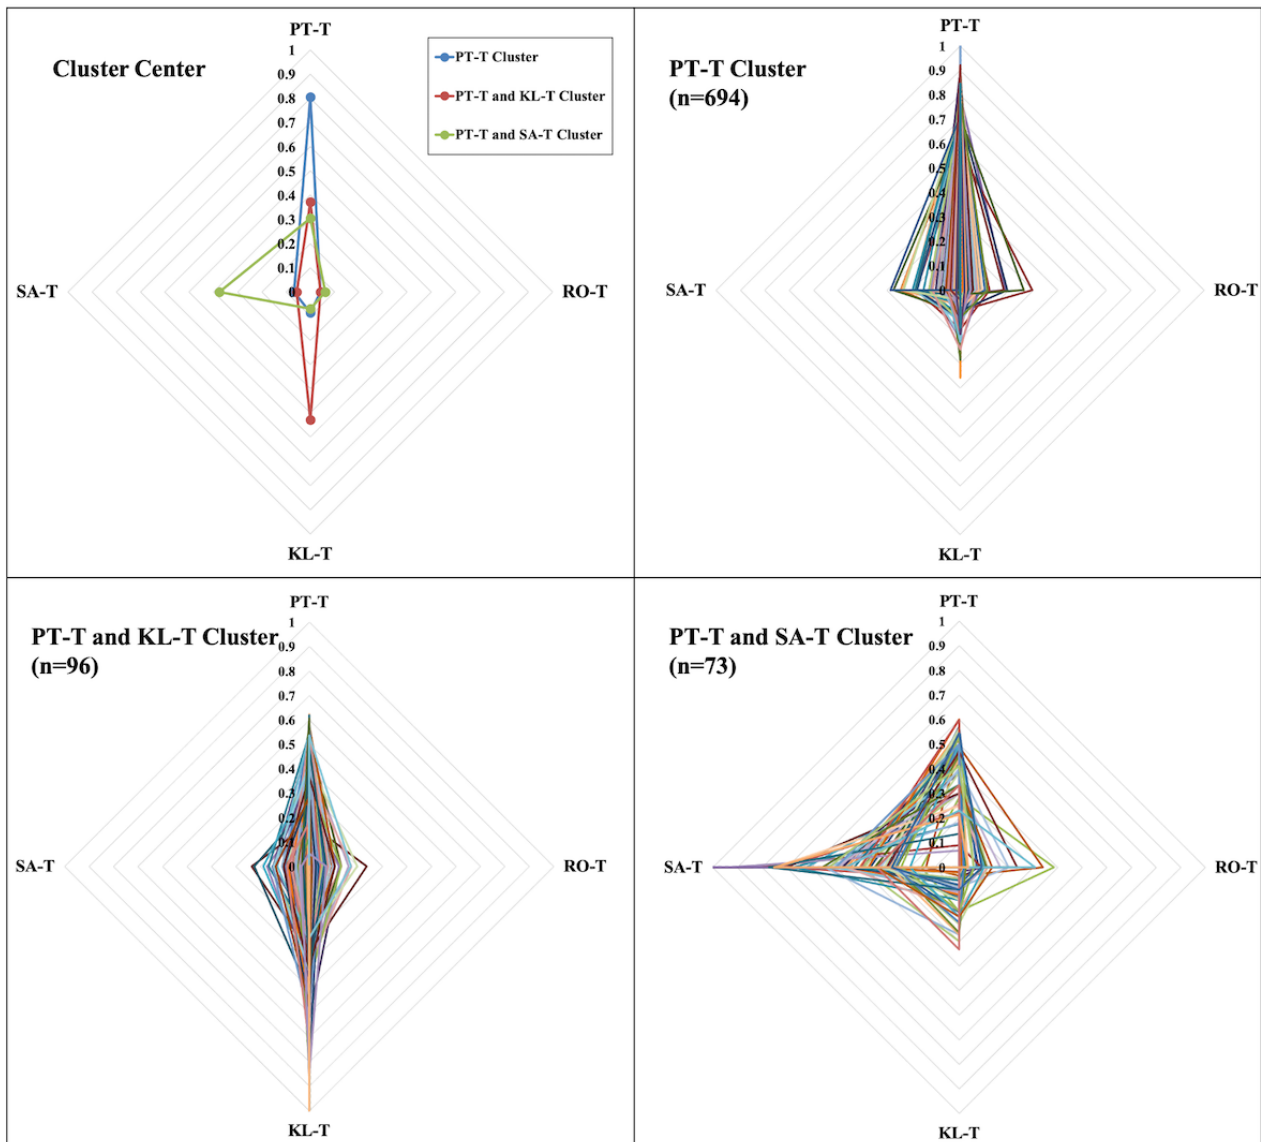 Cluster Center
PT-T
1
0.9
0.8
0.7
0.6
0.5
0.4
0.3
0.2
0.1
0
SA-T
RO-T
KL-T
PT-T Cluster
PT-T and KL-T Cluster
PT-T and SA-T Cluster
PT-T Cluster
(n=694)
PT-T
1
0.9
0.8
0.7
0.6
0.5
0.4
0.3
0.2
0.1
0
SA-T
RO-T
KL-T
PT-T and KL-T Cluster
(n=96)
PT-T
1
0.9
0.8
0.7
0.6
0.5
0.4
0.3
0.2
0.1
0
SA-T
RO-T
KL-T
PT-T and SA-T Cluster
(n=73)
PT-T
1
0.9
0.8
0.7
0.6
0.5
0.4
0.3
0.2
0.1
0
SA-T
RO-T
KL-T